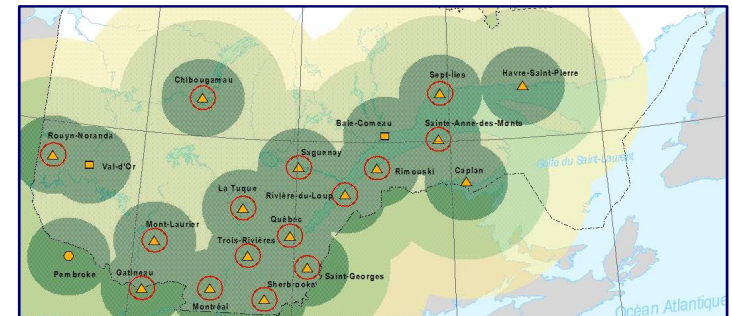 Chibougamau
Sept-Iles
Havre-Saint-Pierre
Baie-Comeau
Sainte-Anne-des-Monts
Rouyn-Noranda
Val-d'Or
Saguenay
Golfe du Saint-Laurent
Rimouski
Caplan
La Tuque
Rivière-du-Loup
Mont-Laurier
Québec
Trois-Rivières
Pembroke
Gatineau
Saint-Georges
Sherbrooke
Montréal
Océan Atlantique